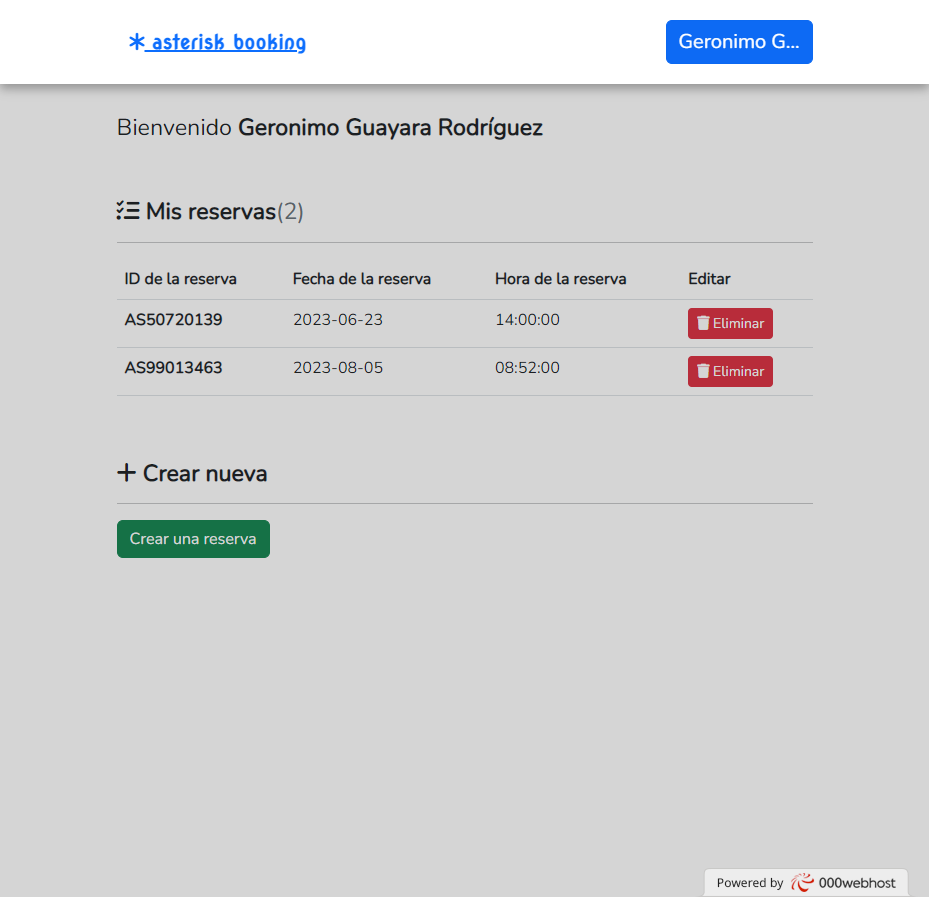 * asterisk booking
Geronimo G...
Bienvenido Geronimo Guayara Rodríguez
Mis reservas(2)
ID de la reserva Fecha de la reserva Hora de la reserva Editar
AS50720139 2023-06-23 14:00:00 Eliminar
AS99013463 2023-08-05 08:52:00 Eliminar
+ Crear nueva
Crear una reserva
Powered by 000webhost